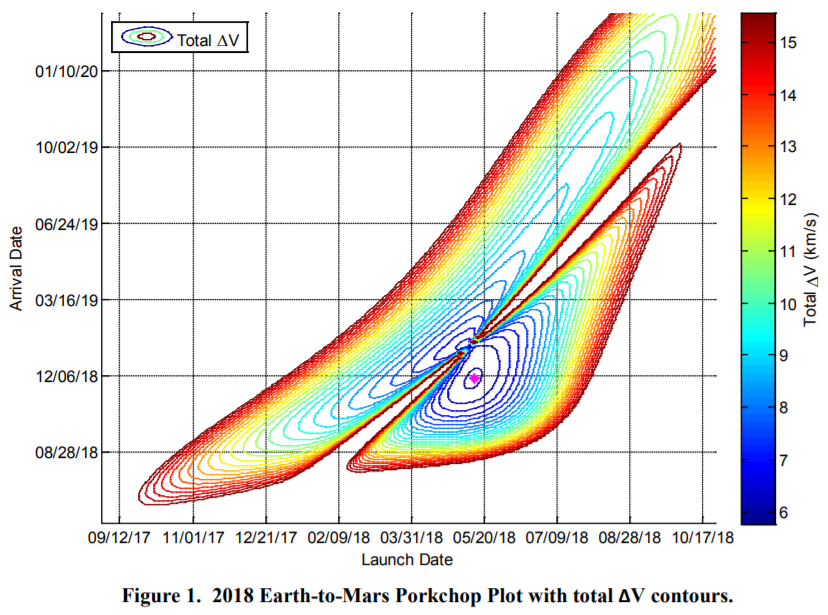 Total ΔV
01/10/20
10/02/19
06/24/19
03/16/19
12/06/18
08/28/18
Arrival Date
09/12/17 11/01/17 12/21/17 02/09/18 03/31/18 05/20/18 07/09/18 08/28/18 10/17/18
Launch Date
15
14
13
12
11
10
9
8
7
6
Total ΔV (km/s)
Figure 1. 2018 Earth-to-Mars Porkchop Plot with total ΔV contours.